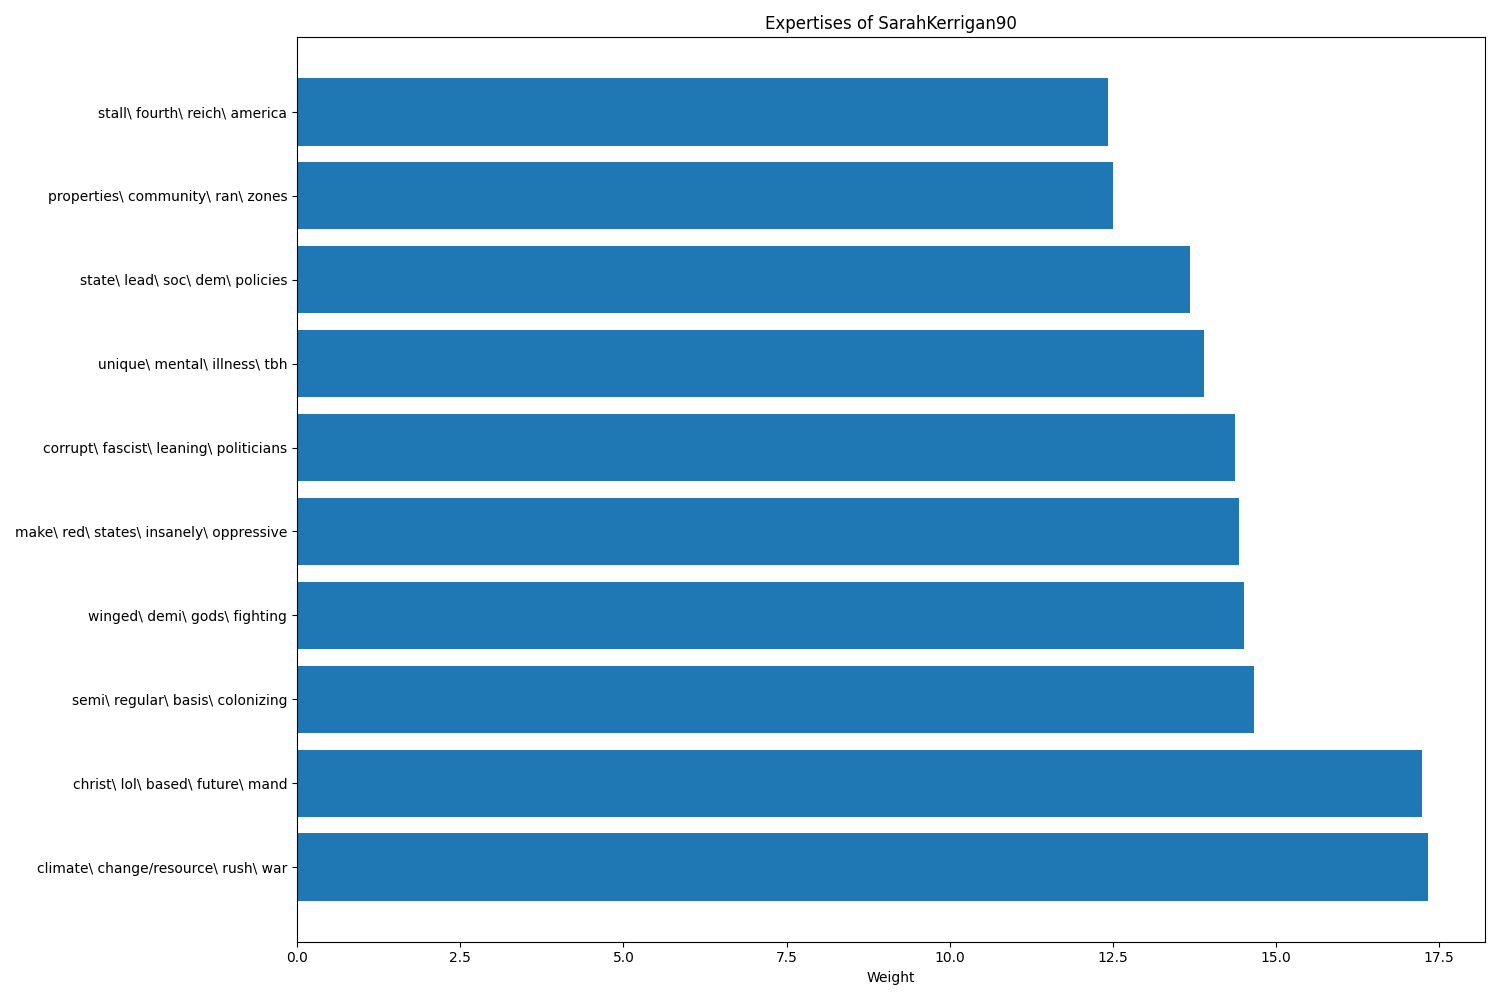 Expertises of SarahKerrigan90
stall\ fourth\ reich\ america
properties\ community\ ran\ zones
state\ lead\ soc\ dem\ policies
unique\ mental\ illness\ tbh
corrupt\ fascist\ leaning\ politicians
make\ red\ states\ insanely\ oppressive
winged\ demi\ gods\ fighting
semi\ regular\ basis\ colonizing
christ\ lol\ based\ future\ mand
climate\ change/resource\ rush\ war
0.0 2.5 5.0 7.5 10.0 12.5 15.0 17.5
Weight